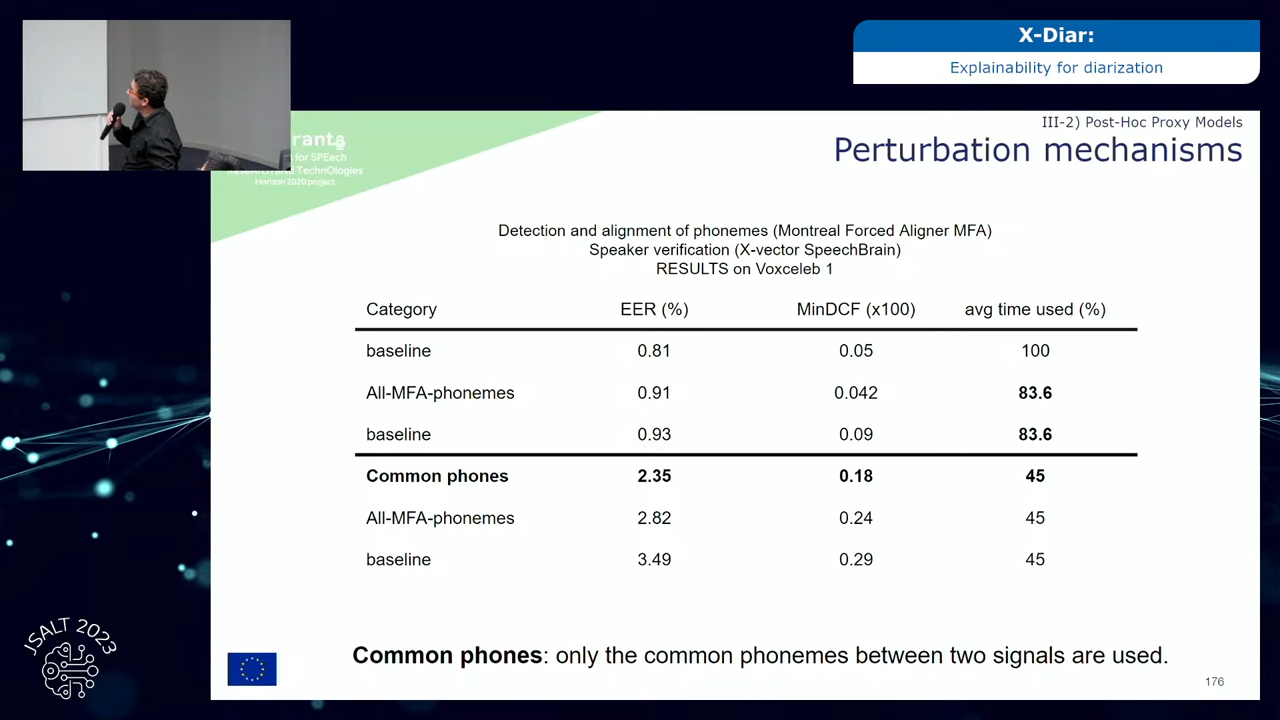 X-Diar:
Explainability for diarization
III-2) Post-Hoc Proxy Models
Perturbation mechanisms
for SPEech
TechnOlogies
Horizon 2020 project
Detection and alignment of phonemes (Montreal Forced Aligner MFA)
Speaker verification (X-vector SpeechBrain)
RESULTS on Voxceleb 1
Category EER (%) MinDCF (x100) avg time used (%)
baseline 0.81 0.05 100
All-MFA-phonemes 0.91 0.042 83.6
baseline 0.93 0.09 83.6
Common phones 2.35 0.18 45
All-MFA-phonemes 2.82 0.24 45
baseline 3.49 0.29 45
Common phones: only the common phonemes between two signals are used.
176
JSALT 2023